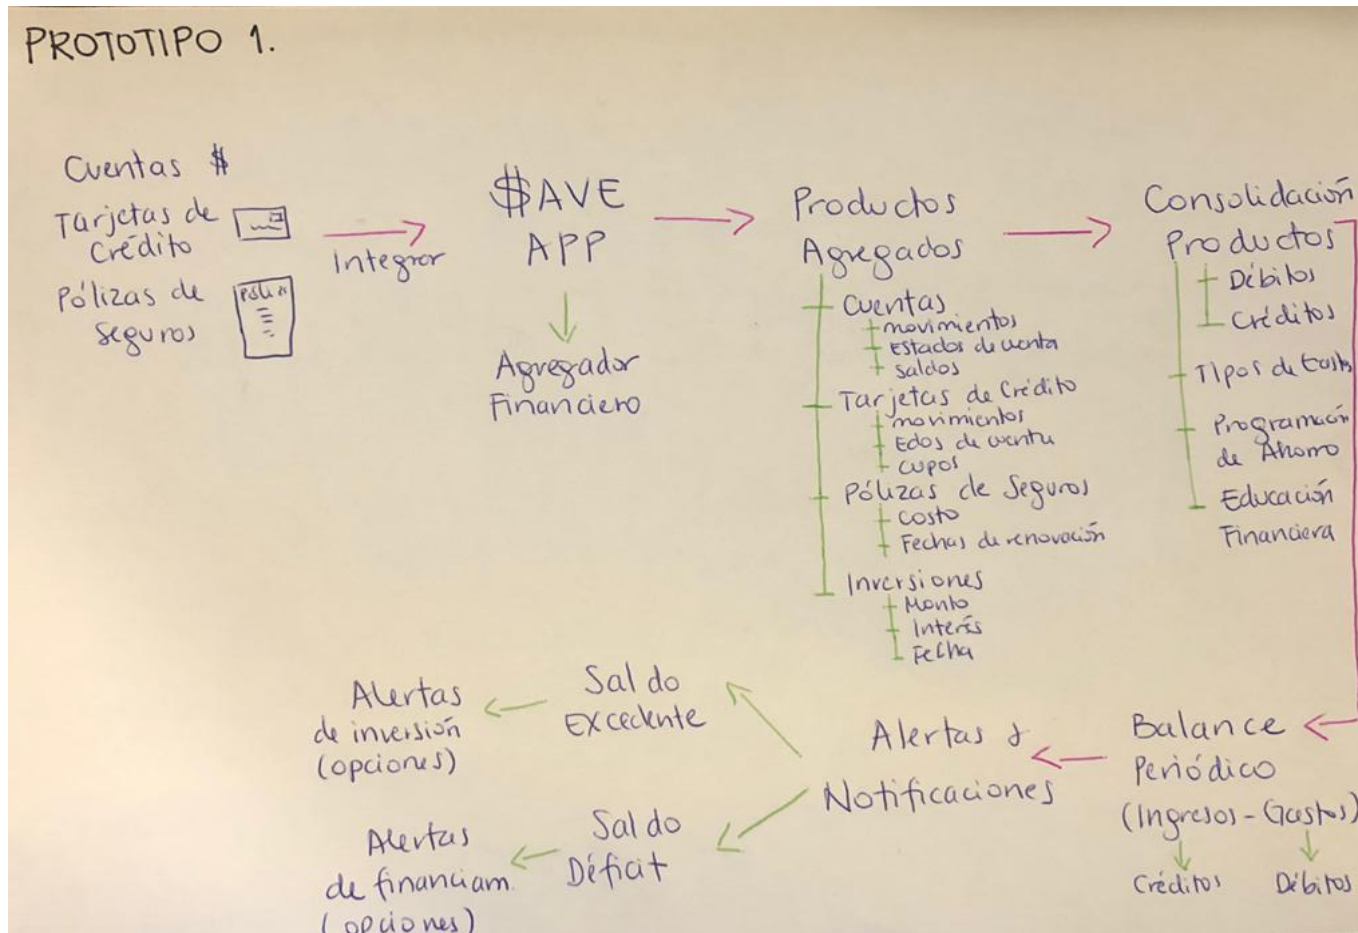 PROTOTIPO 1.
Cuentas $
Tarjetas de
Crédito
Pólizas de
Seguros
Póliza
Integrar
$AVE
APP
Agregador
Financiero
Productos
Agregados
Cuentas
movimientos
Estados de cuenta
Saldos
Tarjetas de Crédito
movimientos
Edos de cuenta
cupos
Pólizas de Seguros
Costo
Fechas de renovación
Inversiones
Monto
Interés
Fecha
Consolidación
Productos
Débitos
Créditos
Tipos de
Programación
de Ahorro
Educación
Financiera
Balance
Periódico
(Ingresos - Gastos)
Créditos
Débitos
Alertas &
Notificaciones
Saldo
Excedente
Alertas
de inversión
(opciones)
Saldo
Déficit
Alertas
de financiam.
(opciones)